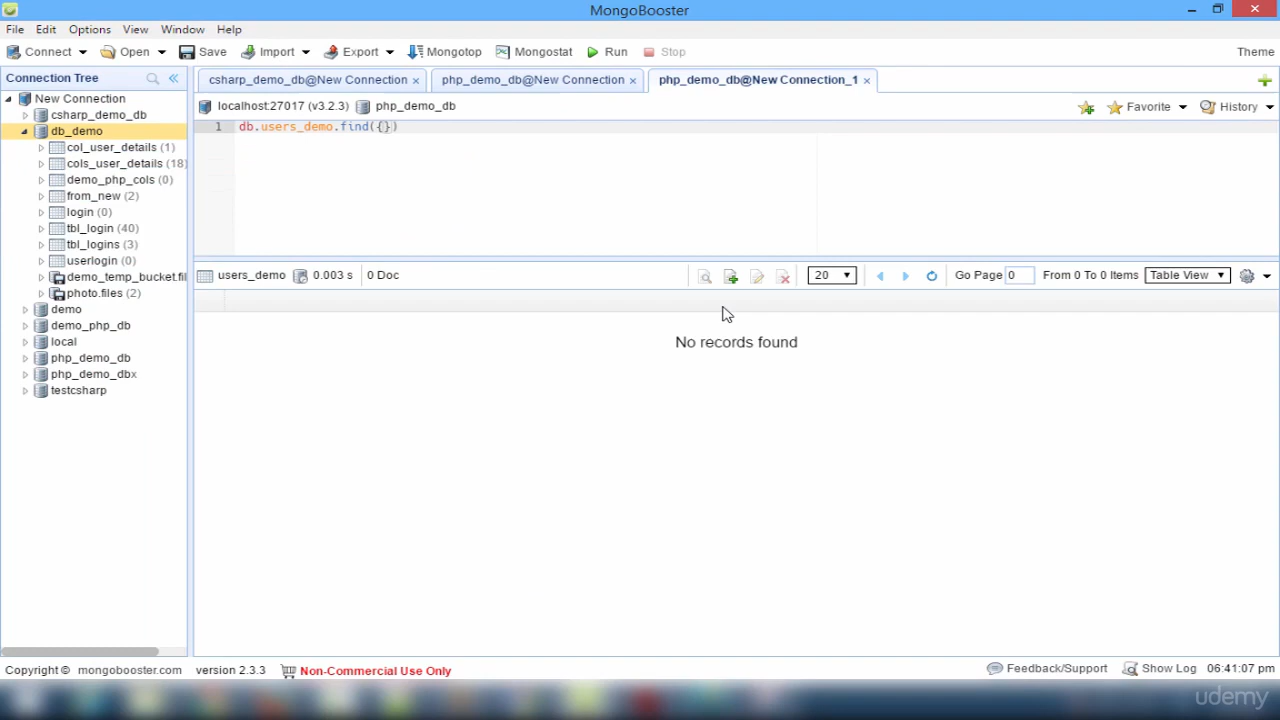 MongoBooster
File Edit Options View Window Help
Connect Open Save Import Export Mongotop Mongostat Run Stop Theme
Connection Tree
csharp_demo_db@New Connection × php_demo_db@New Connection × php_demo_db@New Connection_1 ×
localhost:27017 (v3.2.3) php_demo_db Favorite History
1 db.users_demo.find({})
New Connection
csharp_demo_db
db_demo
col_user_details (1)
cols_user_details (18)
demo_php_cols (0)
from_new (2)
login (0)
tbl_login (40)
tbl_logins (3)
userlogin (0)
demo_temp_bucket.fil
photo.files (2)
demo
demo_php_db
local
php_demo_db
php_demo_dbx
testcsharp
users_demo 0.003 s 0 Doc 20 Go Page 0 From 0 To 0 Items Table View
No records found
Copyright © mongobooster.com version 2.3.3 Non-Commercial Use Only Feedback/Support Show Log 06:41:07 pm
udemy